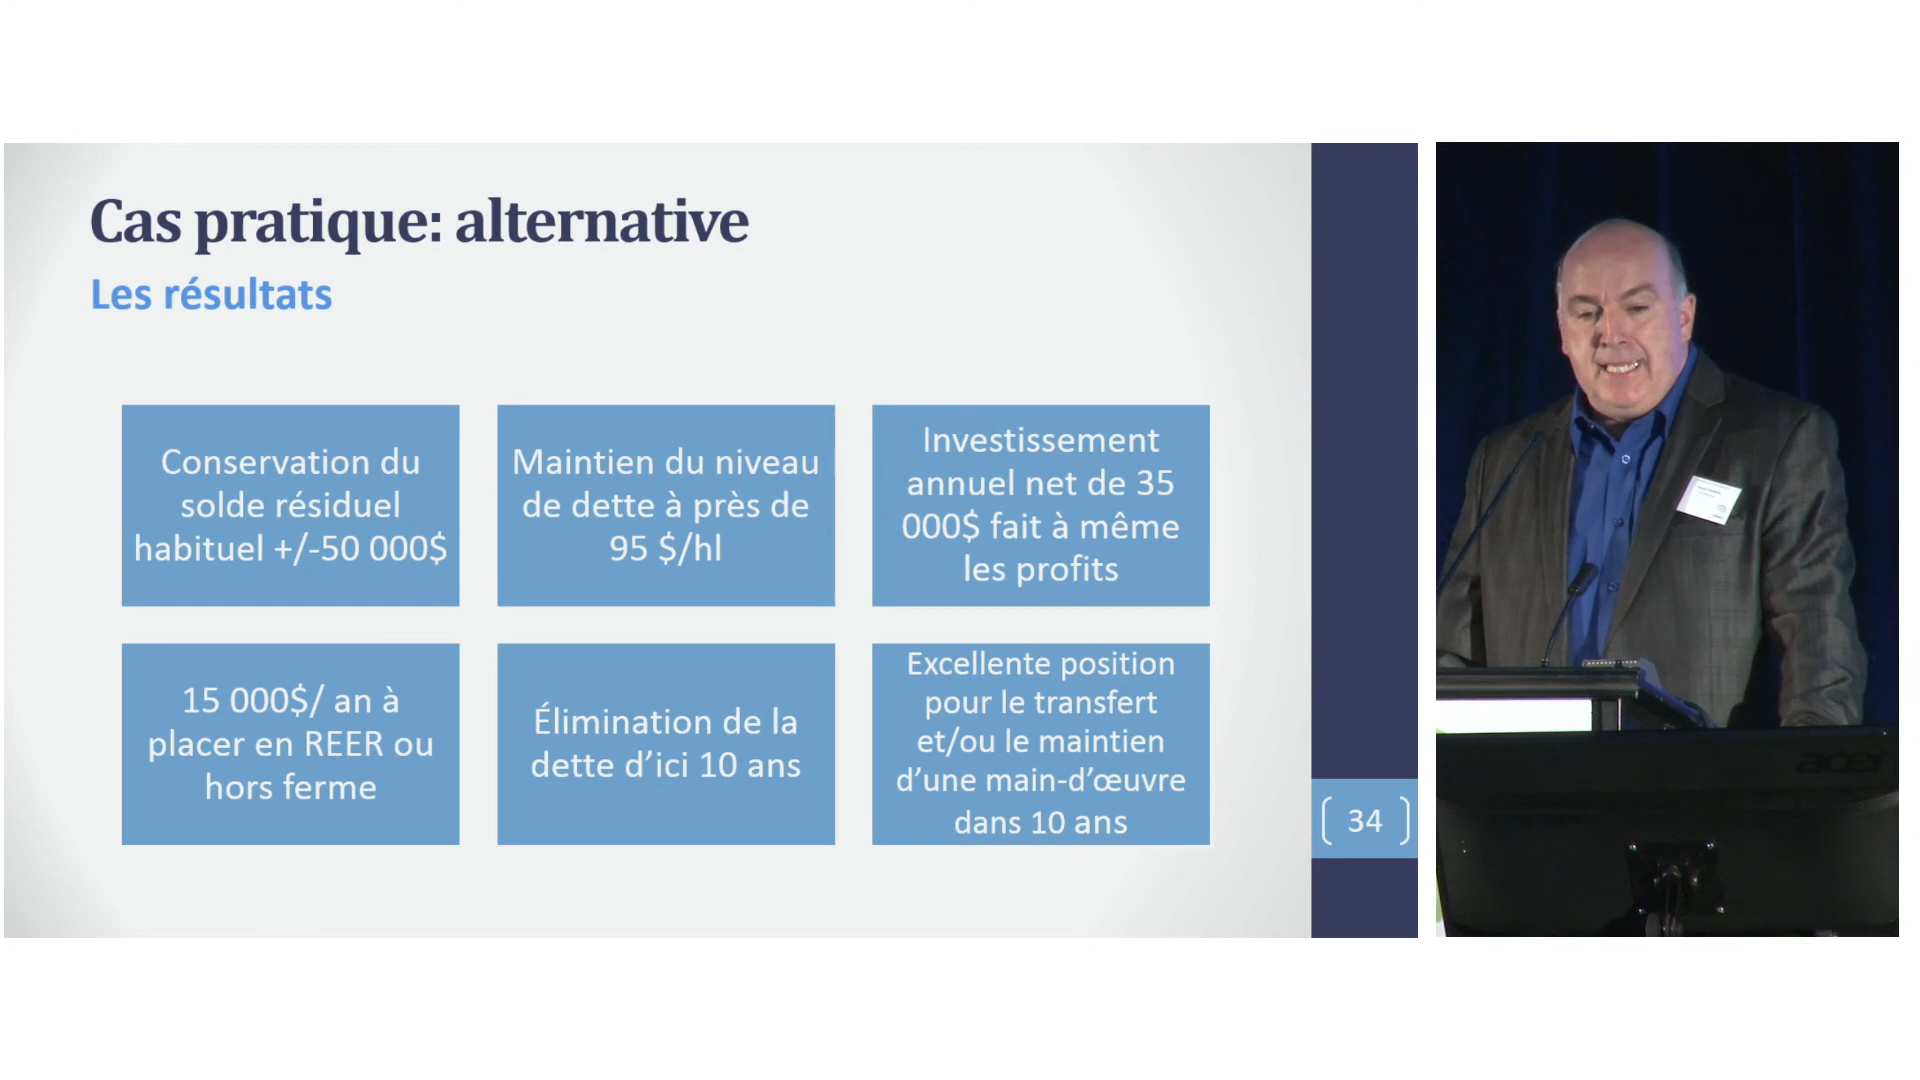 Cas pratique: alternative
Les résultats
Conservation du
solde résiduel
habituel +/-50 000$
Maintien du niveau
de dette à près de
95 $/hl
Investissement
annuel net de 35
000$ fait à même
les profits
15 000$/ an à
placer en REER ou
hors ferme
Élimination de la
dette d’ici 10 ans
Excellente position
pour le transfert
et/ou le maintien
d’une main-d’œuvre
dans 10 ans
34
acer